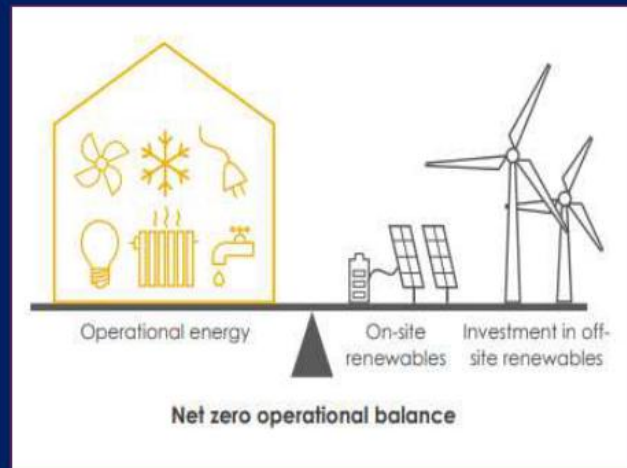 Operational energy
On-site
renewables
Investment in off-
site renewables
Net zero operational balance